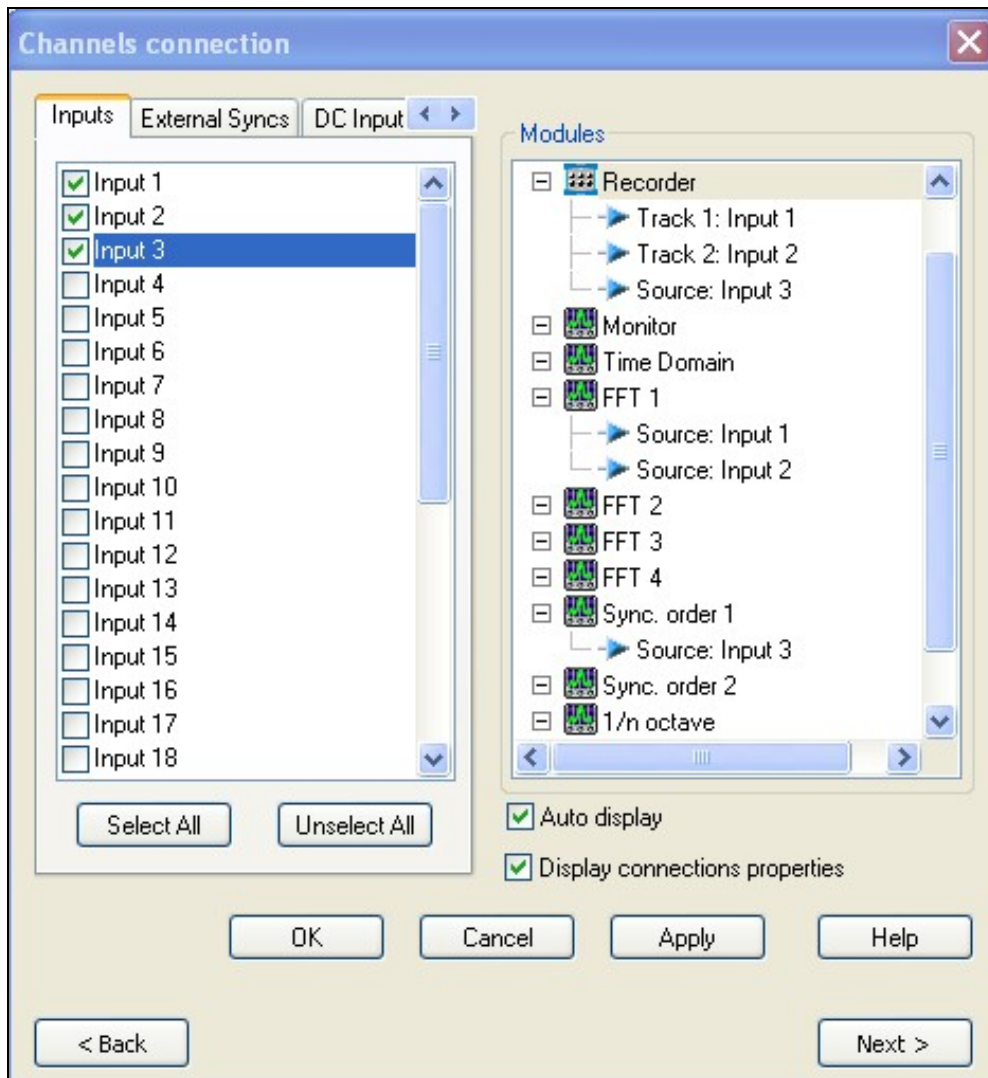 Channels connection
Inputs
External Syncs
DC Input
Input 1
Input 2
Input 3
Input 4
Input 5
Input 6
Input 7
Input 8
Input 9
Input 10
Input 11
Input 12
Input 13
Input 14
Input 15
Input 16
Input 17
Input 18
Select All
Unselect All
Modules
Recorder
Track 1: Input 1
Track 2: Input 2
Source: Input 3
Monitor
Time Domain
FFT 1
Source: Input 1
Source: Input 2
FFT 2
FFT 3
FFT 4
Sync. order 1
Source: Input 3
Sync. order 2
1/n octave
Auto display
Display connections properties
OK
Cancel
Apply
Help
< Back
Next >